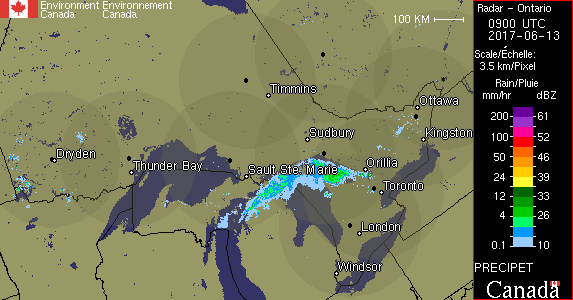 Environment Environnement
Canada Canada
100 KM
Timmins
Ottawa
Sudbury
Kingston
Dryden
Thunder Bay
Sault Ste. Marie
Orillia
Toronto
London
Windsor
Radar - Ontario
0900 UTC
2017-06-13
Scale/Échelle:
3.5 km/Pixel
Rain/Pluie
mm/hr dBZ
200 61
100 52
50 46
24 39
12 33
4 26
0.1 10
PRECIPET
Canada